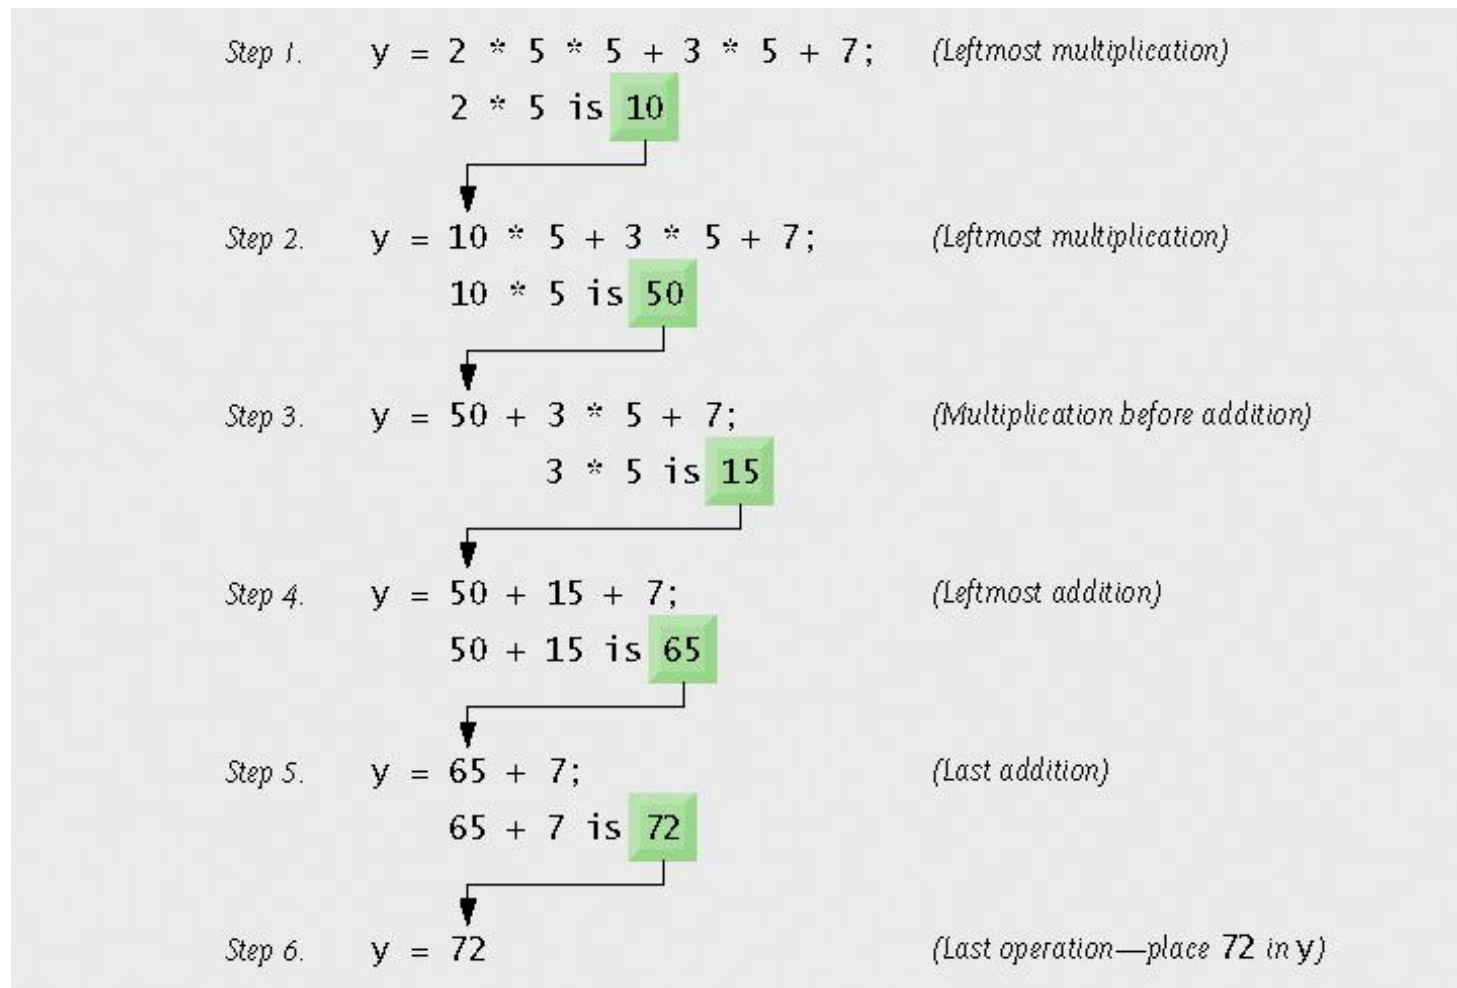 Step 1. y = 2 * 5 * 5 + 3 * 5 + 7; (Leftmost multiplication)
2 * 5 is 10
Step 2. y = 10 * 5 + 3 * 5 + 7; (Leftmost multiplication)
10 * 5 is 50
Step 3. y = 50 + 3 * 5 + 7; (Multiplication before addition)
3 * 5 is 15
Step 4. y = 50 + 15 + 7; (Leftmost addition)
50 + 15 is 65
Step 5. y = 65 + 7; (Last addition)
65 + 7 is 72
Step 6. y = 72 (Last operation—place 72 in y)